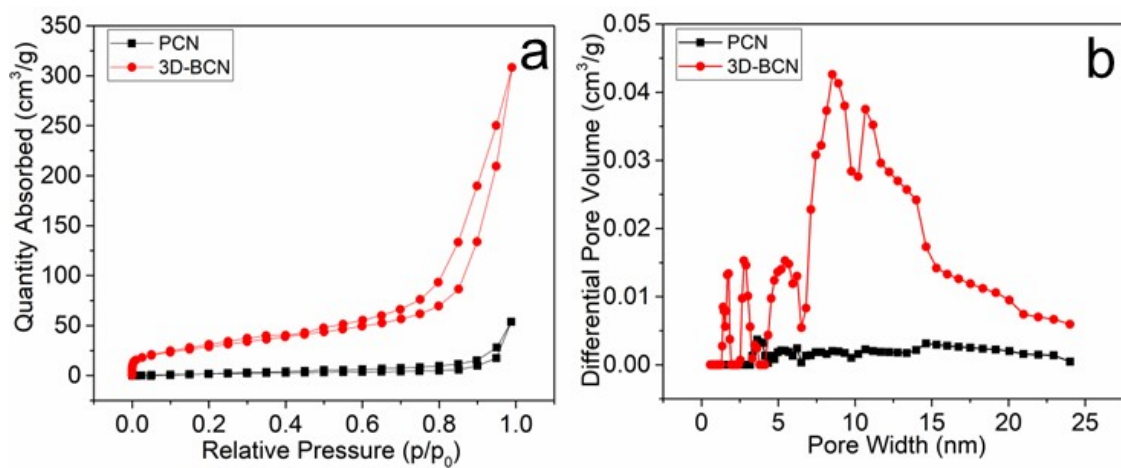 a
PCN
3D-BCN
Quantity Absorbed (cm³/g)
350
300
250
200
150
100
50
0
0.0 0.2 0.4 0.6 0.8 1.0
Relative Pressure (p/p₀)
b
PCN
3D-BCN
Differential Pore Volume (cm³/g)
0.05
0.04
0.03
0.02
0.01
0.00
0 5 10 15 20 25
Pore Width (nm)